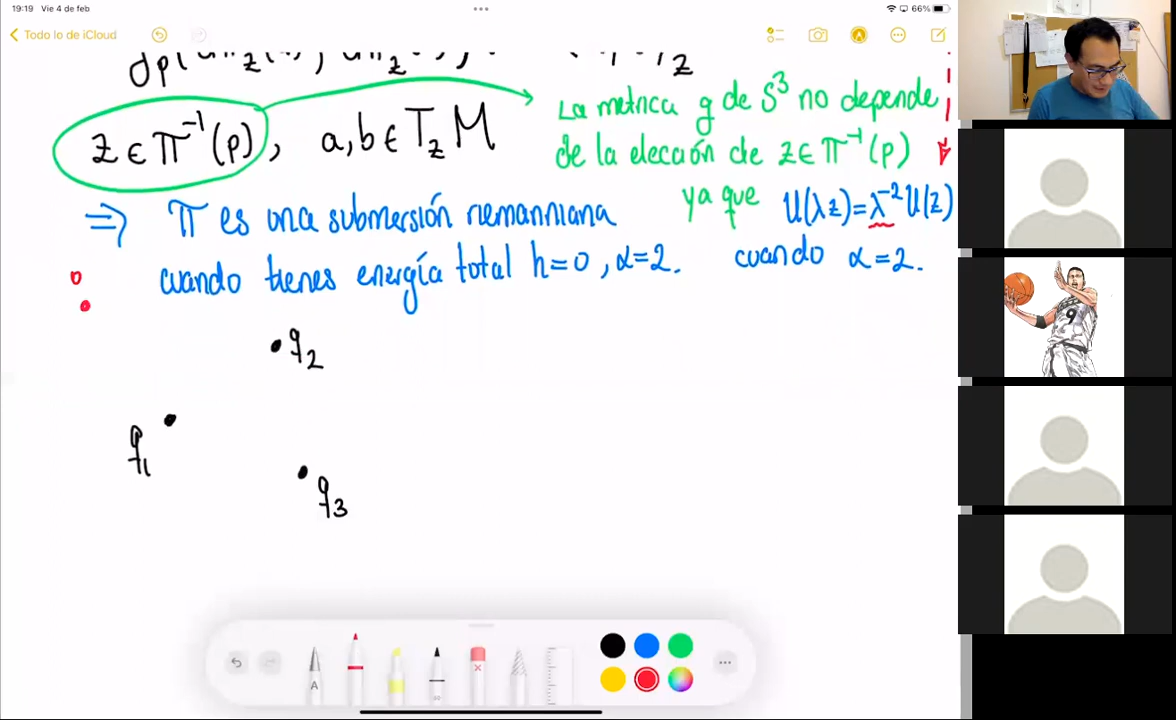 19:19 Vie 4 de feb
66%
Todo lo de iCloud
z ∈ π⁻¹(p), a,b ∈ T_z M
La metrica g de S³ no depende
de la elección de z ∈ π⁻¹(p)
ya que U(λz)=λ⁻²U(z)
cuando α=2.
⇒ π es una submersión riemanniana
cuando tienes energía total h=0, α=2.
q₂
q₁
q₃
A
9